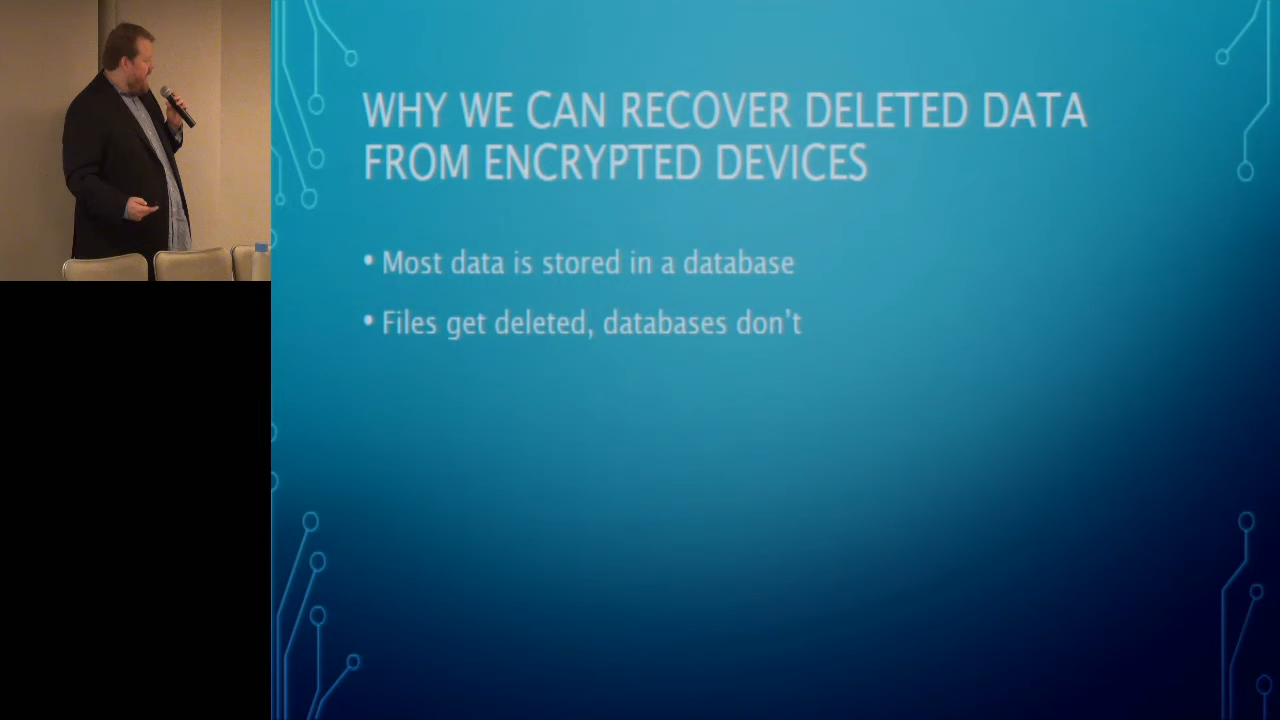 WHY WE CAN RECOVER DELETED DATA
FROM ENCRYPTED DEVICES
• Most data is stored in a database
• Files get deleted, databases don't